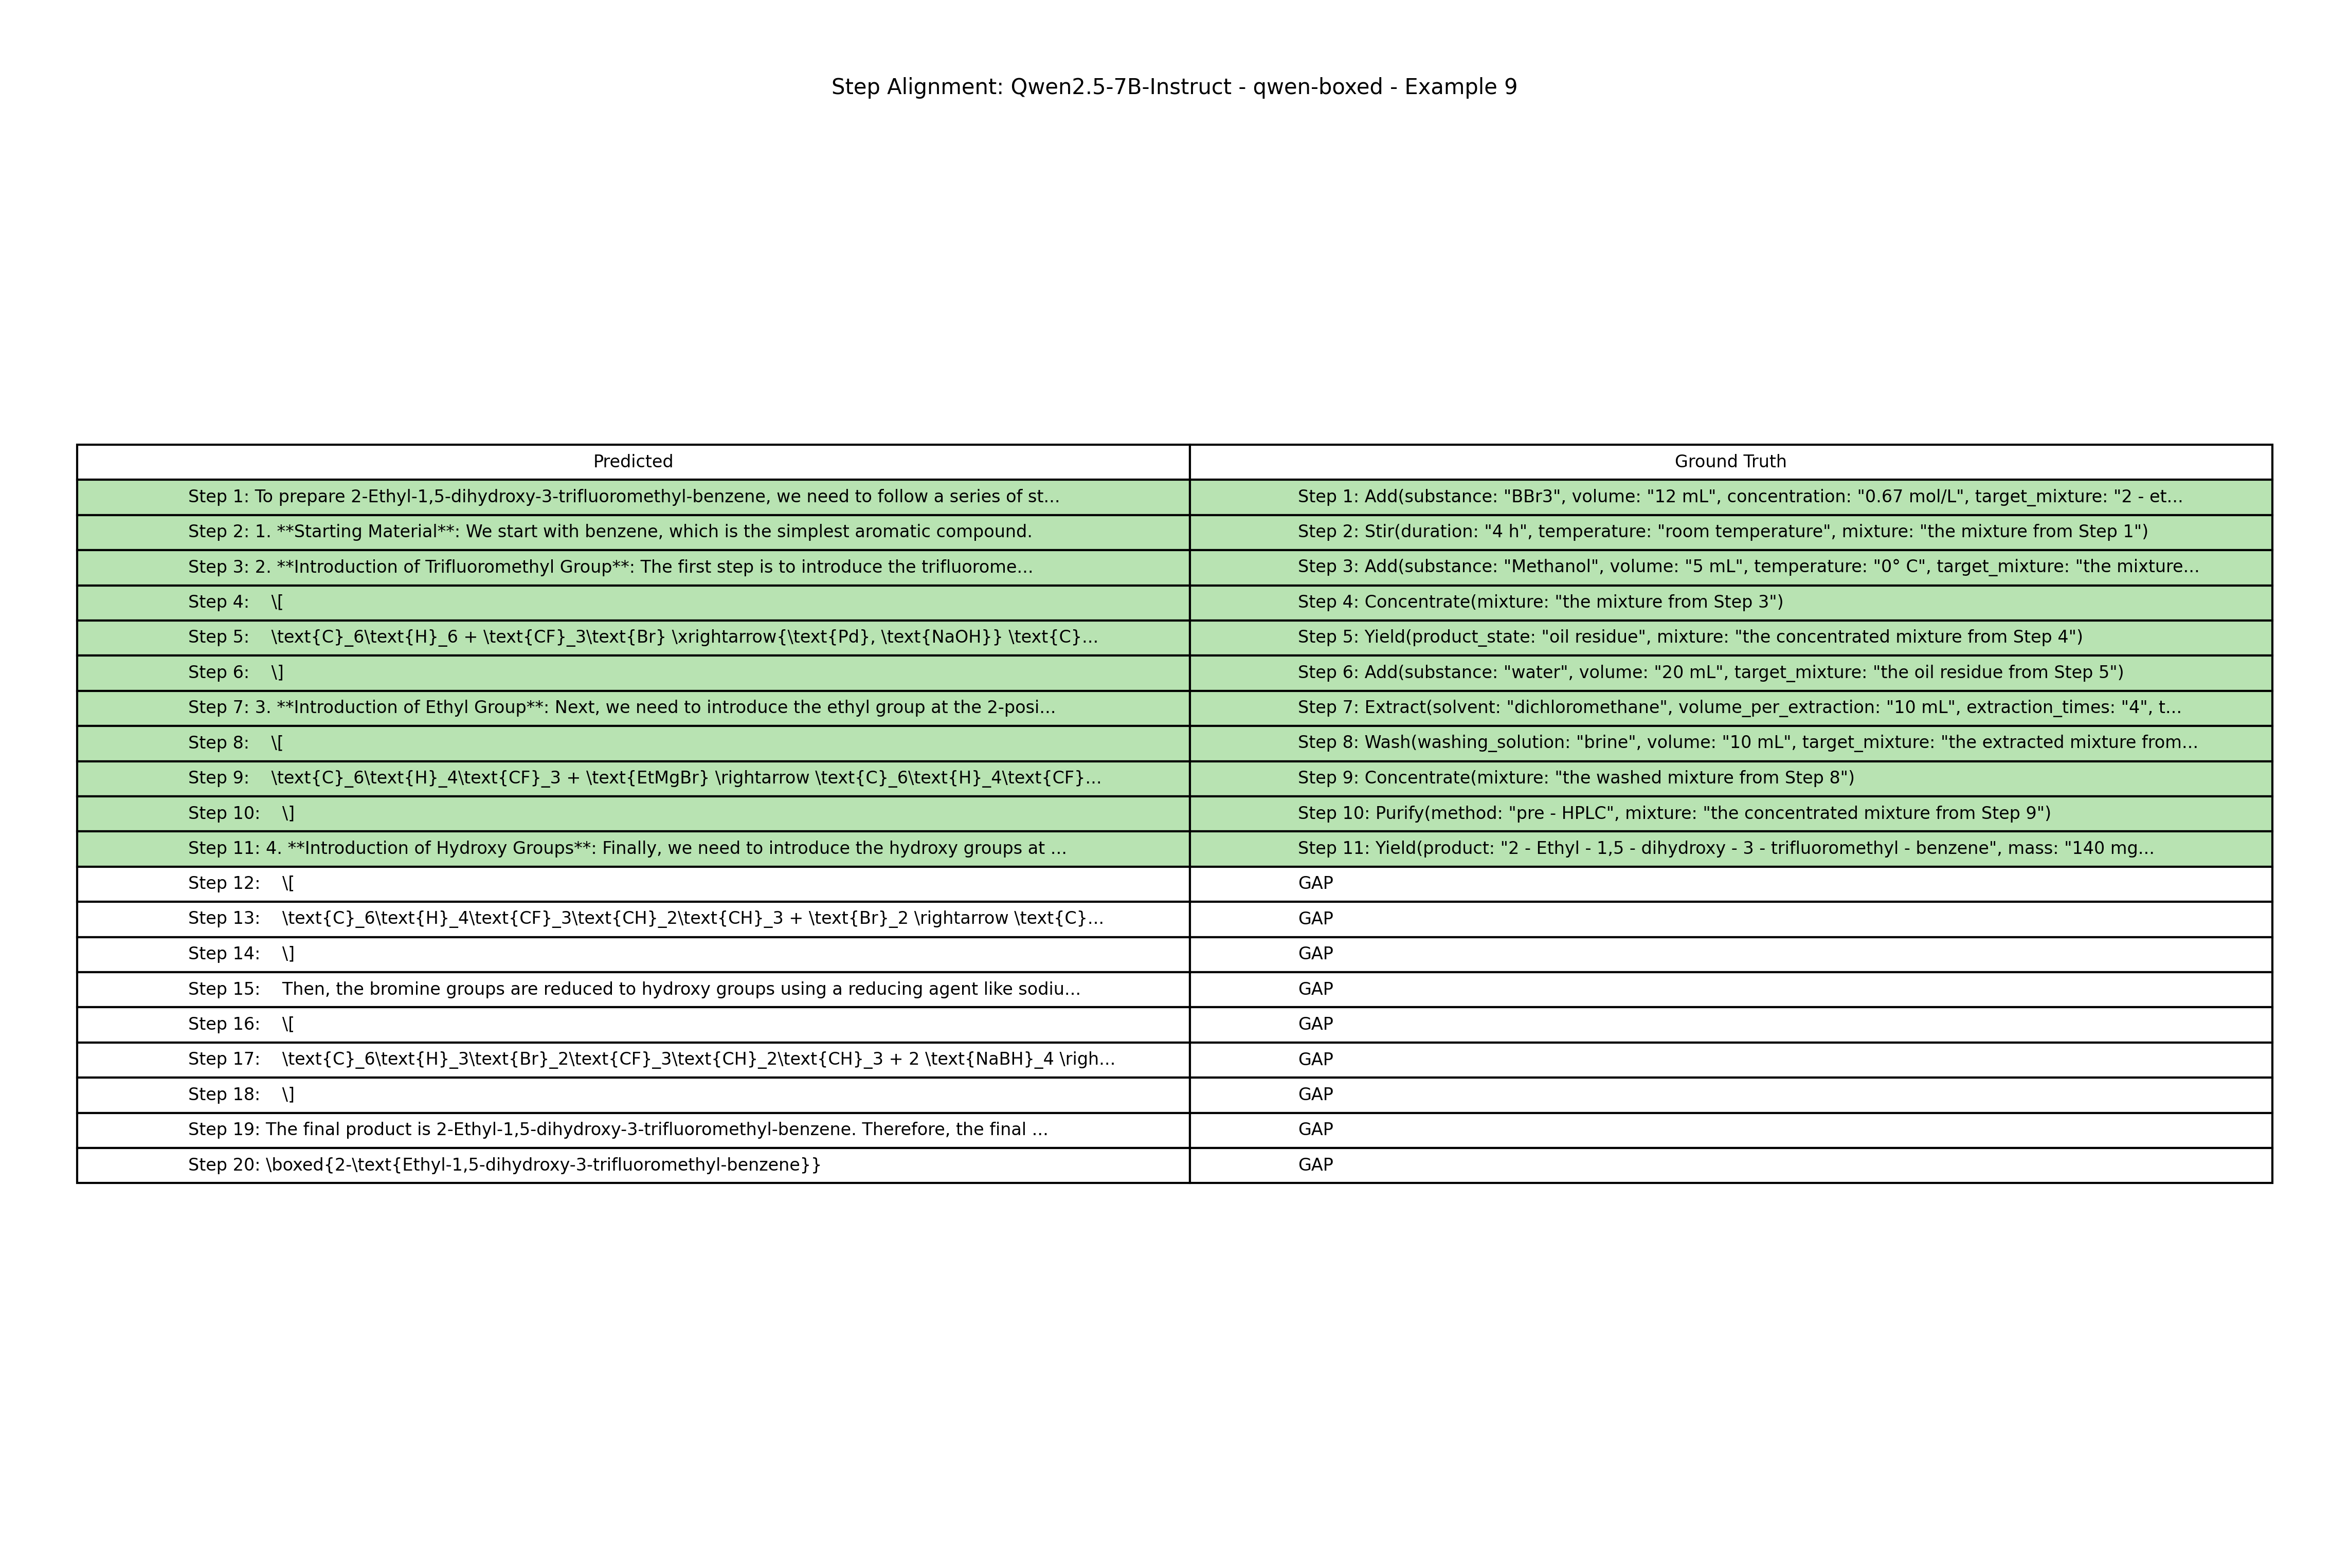 Step Alignment: Qwen2.5-7B-Instruct - qwen-boxed - Example 9
Predicted Ground Truth
Step 1: To prepare 2-Ethyl-1,5-dihydroxy-3-trifluoromethyl-benzene, we need to follow a series of st... Step 1: Add(substance: "BBr3", volume: "12 mL", concentration: "0.67 mol/L", target_mixture: "2 - et...
Step 2: 1. **Starting Material**: We start with benzene, which is the simplest aromatic compound. Step 2: Stir(duration: "4 h", temperature: "room temperature", mixture: "the mixture from Step 1")
Step 3: 2. **Introduction of Trifluoromethyl Group**: The first step is to introduce the trifluorome... Step 3: Add(substance: "Methanol", volume: "5 mL", temperature: "0° C", target_mixture: "the mixture...
Step 4: \[ Step 4: Concentrate(mixture: "the mixture from Step 3")
Step 5: \text{C}_6\text{H}_6 + \text{CF}_3\text{Br} \xrightarrow{\text{Pd}, \text{NaOH}} \text{C}... Step 5: Yield(product_state: "oil residue", mixture: "the concentrated mixture from Step 4")
Step 6: \] Step 6: Add(substance: "water", volume: "20 mL", target_mixture: "the oil residue from Step 5")
Step 7: 3. **Introduction of Ethyl Group**: Next, we need to introduce the ethyl group at the 2-posi... Step 7: Extract(solvent: "dichloromethane", volume_per_extraction: "10 mL", extraction_times: "4", t...
Step 8: \[ Step 8: Wash(washing_solution: "brine", volume: "10 mL", target_mixture: "the extracted mixture from...
Step 9: \text{C}_6\text{H}_4\text{CF}_3 + \text{EtMgBr} \rightarrow \text{C}_6\text{H}_4\text{CF}... Step 9: Concentrate(mixture: "the washed mixture from Step 8")
Step 10: \] Step 10: Purify(method: "pre - HPLC", mixture: "the concentrated mixture from Step 9")
Step 11: 4. **Introduction of Hydroxy Groups**: Finally, we need to introduce the hydroxy groups at ... Step 11: Yield(product: "2 - Ethyl - 1,5 - dihydroxy - 3 - trifluoromethyl - benzene", mass: "140 mg...
Step 12: \[ GAP
Step 13: \text{C}_6\text{H}_4\text{CF}_3\text{CH}_2\text{CH}_3 + \text{Br}_2 \rightarrow \text{C}... GAP
Step 14: \] GAP
Step 15: Then, the bromine groups are reduced to hydroxy groups using a reducing agent like sodiu... GAP
Step 16: \[ GAP
Step 17: \text{C}_6\text{H}_3\text{Br}_2\text{CF}_3\text{CH}_2\text{CH}_3 + 2 \text{NaBH}_4 \righ... GAP
Step 18: \] GAP
Step 19: The final product is 2-Ethyl-1,5-dihydroxy-3-trifluoromethyl-benzene. Therefore, the final ... GAP
Step 20: \boxed{2-\text{Ethyl-1,5-dihydroxy-3-trifluoromethyl-benzene}} GAP